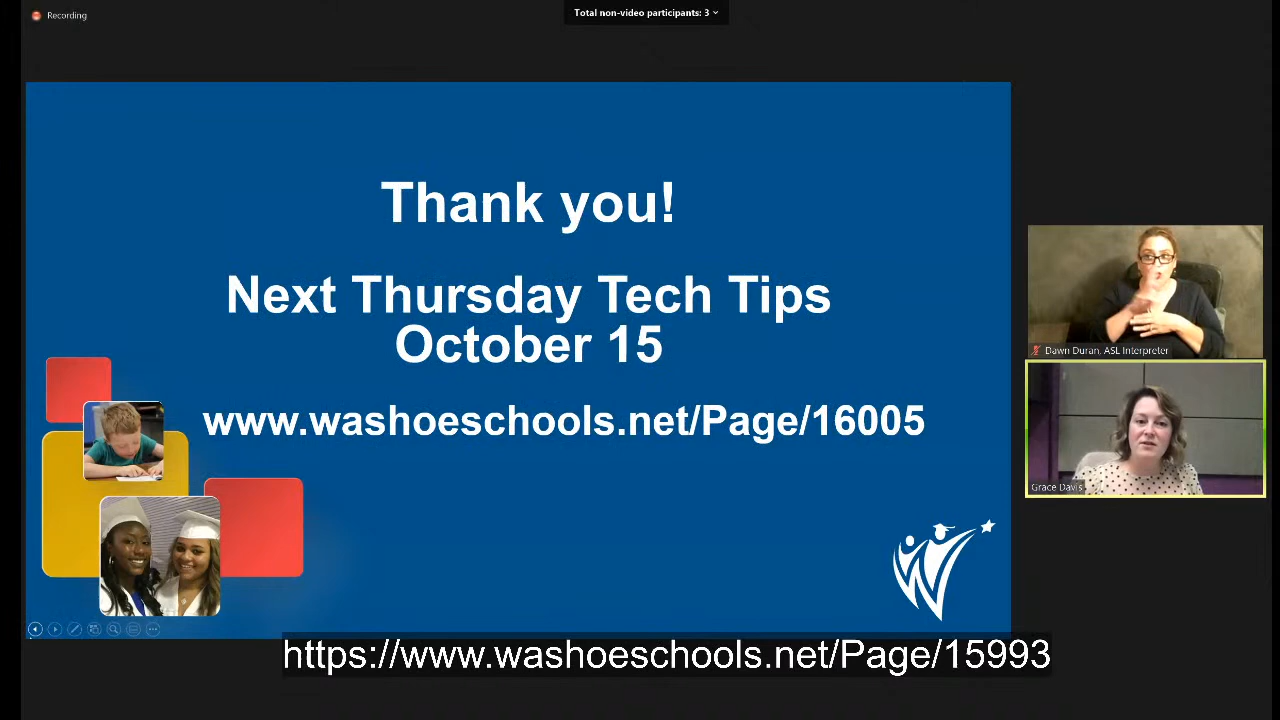 Recording
Total non-video participants: 3
Thank you!
Next Thursday Tech Tips
October 15
www.washoeschools.net/Page/16005
Dawn Duran, ASL Interpreter
Grace Davis
https://www.washoeschools.net/Page/15993